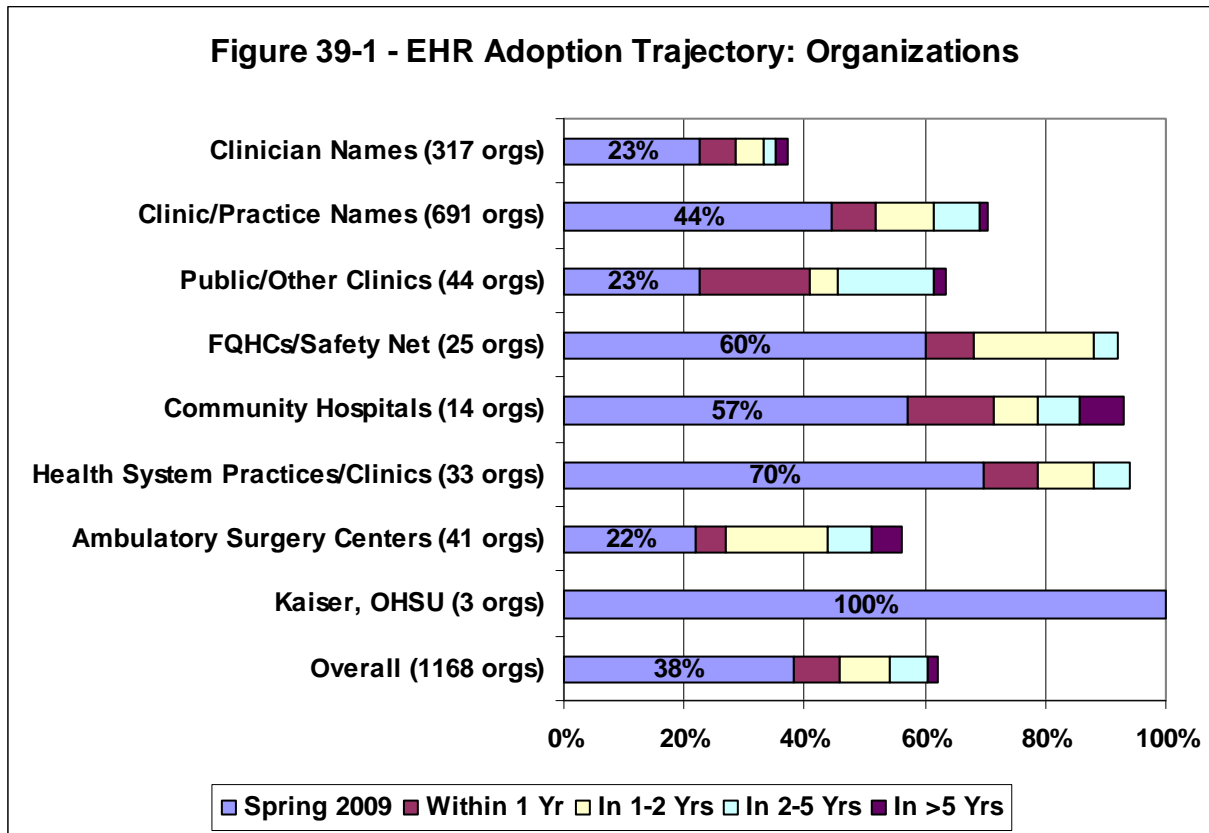 Figure 39-1 - EHR Adoption Trajectory: Organizations
Clinician Names (317 orgs) 23%
Clinic/Practice Names (691 orgs) 44%
Public/Other Clinics (44 orgs) 23%
FQHCs/Safety Net (25 orgs) 60%
Community Hospitals (14 orgs) 57%
Health System Practices/Clinics (33 orgs) 70%
Ambulatory Surgery Centers (41 orgs) 22%
Kaiser, OHSU (3 orgs) 100%
Overall (1168 orgs) 38%
0% 20% 40% 60% 80% 100%
Spring 2009 Within 1 Yr In 1-2 Yrs In 2-5 Yrs In >5 Yrs